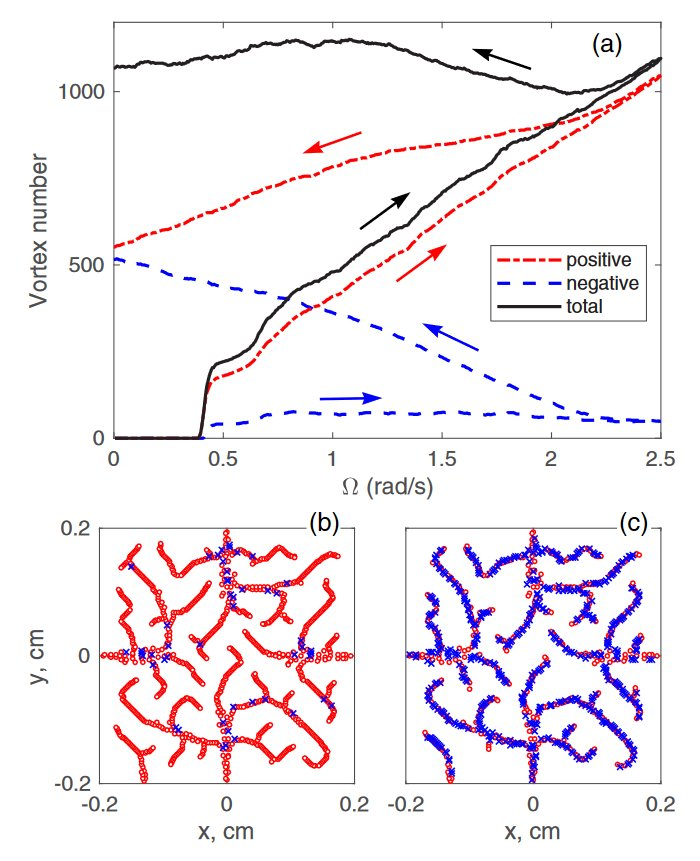 (a)
1000
500
0
Vortex number
positive
negative
total
0 0.5 1 1.5 2 2.5
Ω (rad/s)
(b) (c)
0.2
0
-0.2
y, cm
-0.2 0 0.2 -0.2 0 0.2
x, cm x, cm